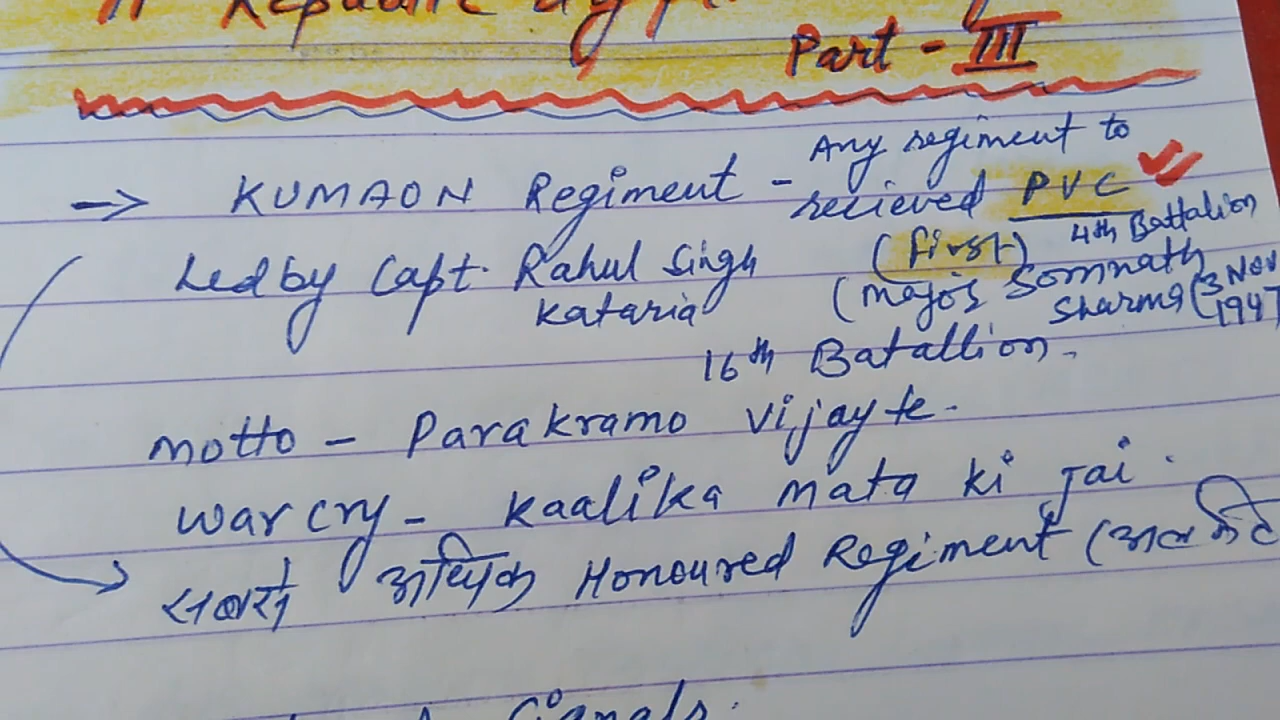 Republic
Part - III
→ KUMAON Regiment - Any regiment to
recieved PVC
(first) 4th Battalion
Led by Capt. Rahul Singh
Kataria
(major Somnath
Sharma (3 Nov
1947
16th Batallion -
motto - Parakramo Vijayte.
war cry - Kaalika mata ki jai.
सबसे अधिक Honoured Regiment (
Signals.